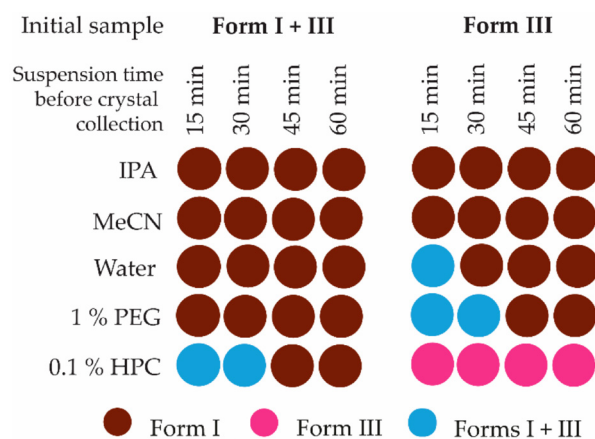 Initial sample Form I + III Form III
Suspension time
before crystal
collection
15 min 30 min 45 min 60 min 15 min 30 min 45 min 60 min
IPA
MeCN
Water
1 % PEG
0.1 % HPC
Form I Form III Forms I + III